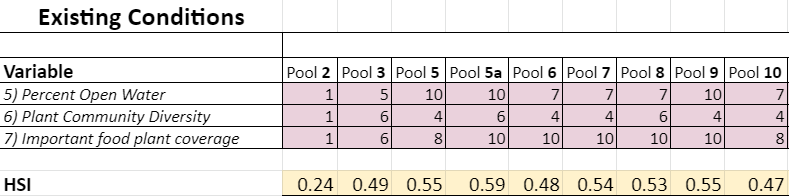 Existing Conditions
Variable Pool 2 Pool 3 Pool 5 Pool 5a Pool 6 Pool 7 Pool 8 Pool 9 Pool 10
5) Percent Open Water 1 5 10 10 7 7 7 10 7
6) Plant Community Diversity 1 6 4 6 4 4 6 4 4
7) Important food plant coverage 1 6 8 10 10 10 10 10 8
HSI 0.24 0.49 0.55 0.59 0.48 0.54 0.53 0.55 0.47